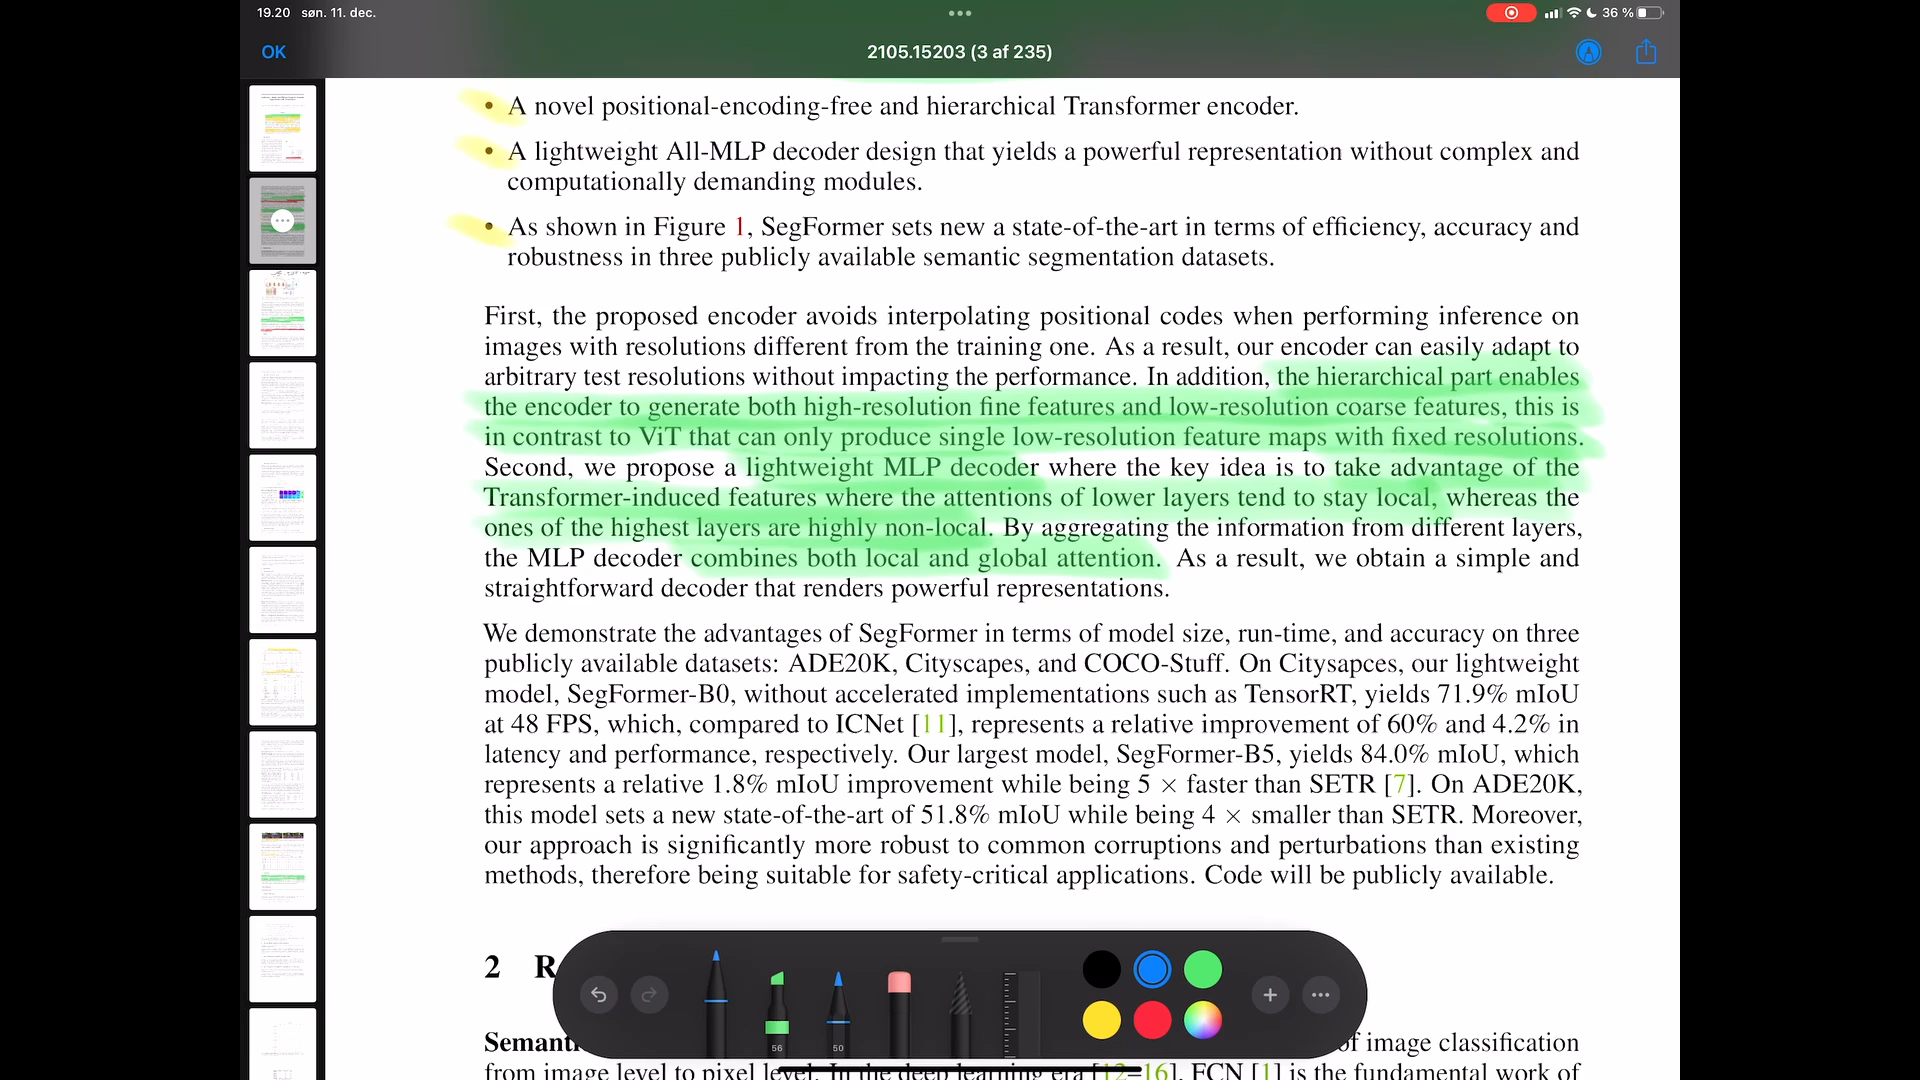 19.20 søn. 11. dec.
36 %
OK
2105.15203 (3 af 235)
• A novel positional-encoding-free and hierarchical Transformer encoder.
• A lightweight All-MLP decoder design that yields a powerful representation without complex and
computationally demanding modules.
• As shown in Figure 1, SegFormer sets new a state-of-the-art in terms of efficiency, accuracy and
robustness in three publicly available semantic segmentation datasets.
First, the proposed encoder avoids interpolating positional codes when performing inference on
images with resolutions different from the training one. As a result, our encoder can easily adapt to
arbitrary test resolutions without impacting the performance. In addition, the hierarchical part enables
the encoder to generate both high-resolution fine features and low-resolution coarse features, this is
in contrast to ViT that can only produce single low-resolution feature maps with fixed resolutions.
Second, we propose a lightweight MLP decoder where the key idea is to take advantage of the
Transformer-induced features where the attentions of lower layers tend to stay local, whereas the
ones of the highest layers are highly non-local. By aggregating the information from different layers,
the MLP decoder combines both local and global attention. As a result, we obtain a simple and
straightforward decoder that renders powerful representations.
We demonstrate the advantages of SegFormer in terms of model size, run-time, and accuracy on three
publicly available datasets: ADE20K, Cityscapes, and COCO-Stuff. On Citysapces, our lightweight
model, SegFormer-B0, without accelerated implementations such as TensorRT, yields 71.9% mIoU
at 48 FPS, which, compared to ICNet [11], represents a relative improvement of 60% and 4.2% in
latency and performance, respectively. Our largest model, SegFormer-B5, yields 84.0% mIoU, which
represents a relative 1.8% mIoU improvement while being 5 × faster than SETR [7]. On ADE20K,
this model sets a new state-of-the-art of 51.8% mIoU while being 4 × smaller than SETR. Moreover,
our approach is significantly more robust to common corruptions and perturbations than existing
methods, therefore being suitable for safety-critical applications. Code will be publicly available.
2 R
56
50
Semanti
of image classification
from image level to pixel level. In the deep learning era [12–16], FCN [1] is the fundamental work of